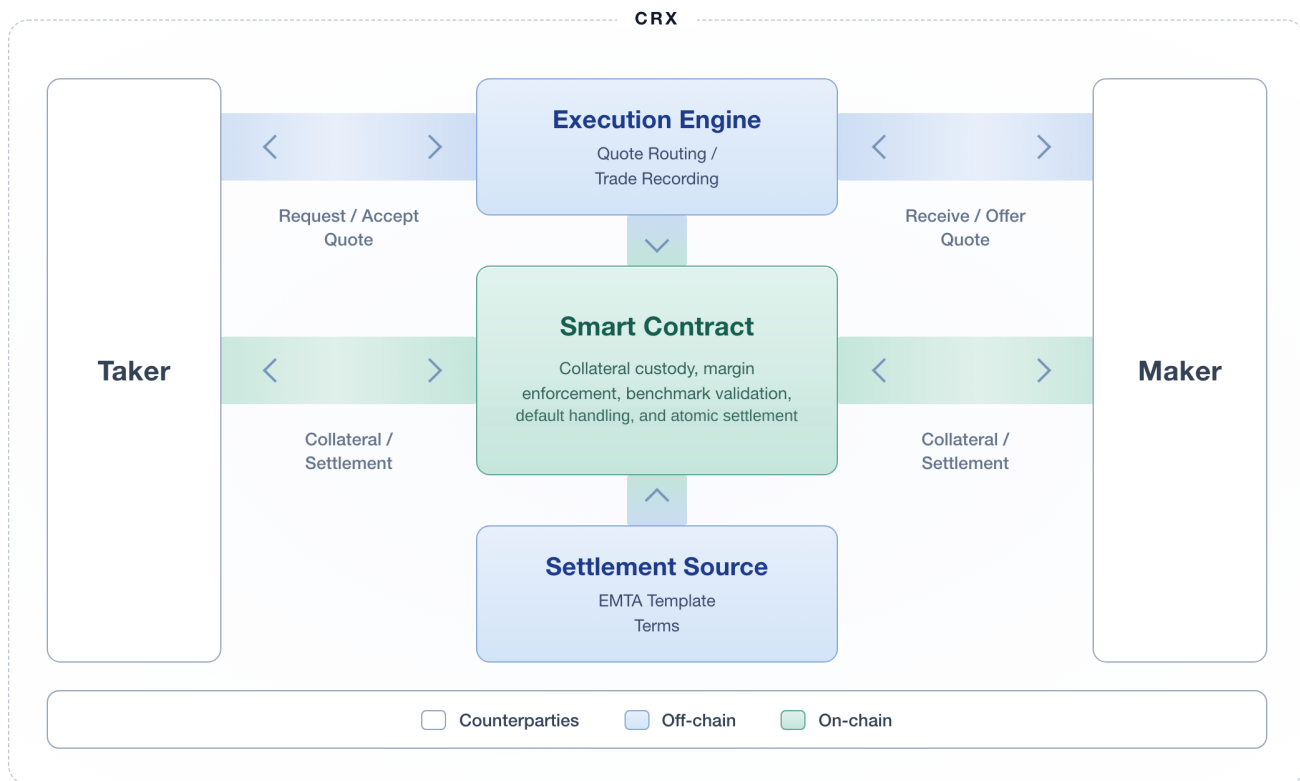 CRX
Execution Engine
Quote Routing /
Trade Recording
Request / Accept
Quote
Receive / Offer
Quote
Taker
Smart Contract
Collateral custody, margin
enforcement, benchmark validation,
default handling, and atomic settlement
Maker
Collateral /
Settlement
Collateral /
Settlement
Settlement Source
EMTA Template
Terms
Counterparties
Off-chain
On-chain